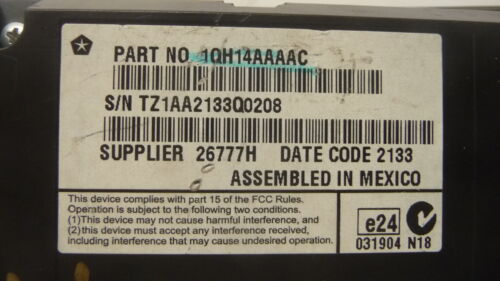 PART NO 1QH14AAAAC
S/N TZ1AA2133Q0208
SUPPLIER 26777H DATE CODE 2133
ASSEMBLED IN MEXICO
This device complies with part 15 of the FCC Rules.
Operation is subject to the following two conditions.
(1)This device may not cause harmful interference, and
(2)this device must accept any interference received,
including interference that may cause undesired operation.
e24
031904 N18